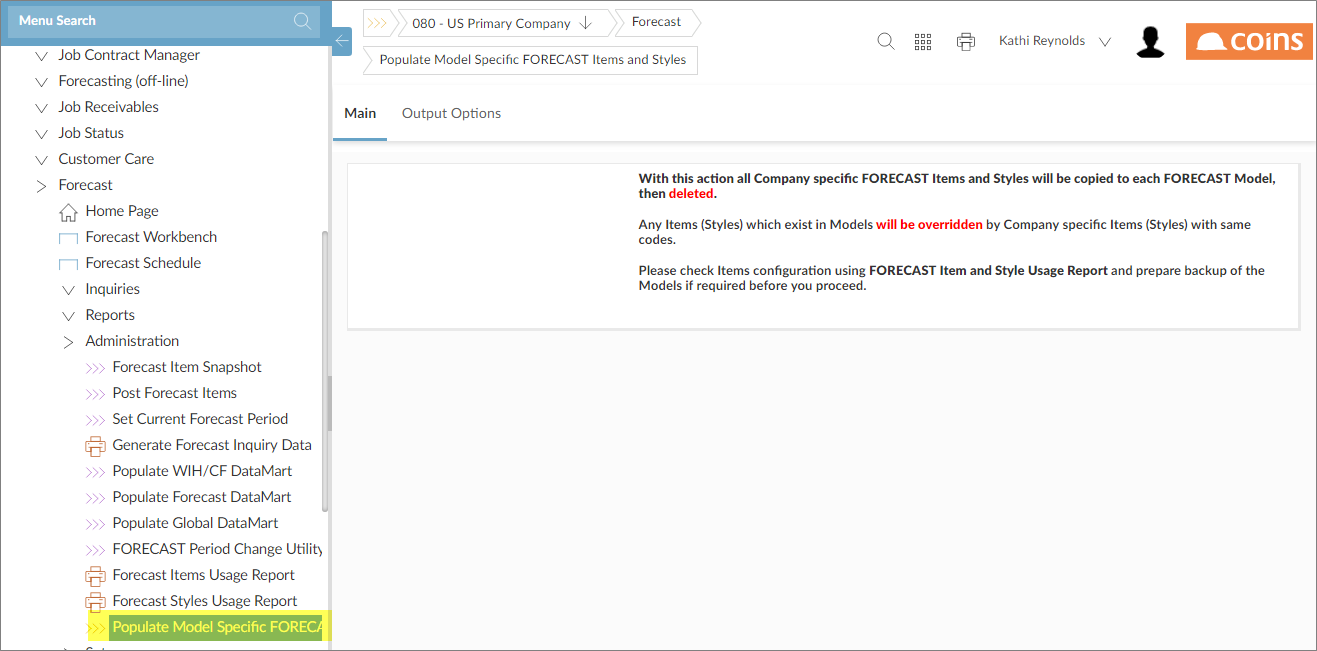 Menu Search
Job Contract Manager
Forecasting (off-line)
Job Receivables
Job Status
Customer Care
Forecast
Home Page
Forecast Workbench
Forecast Schedule
Inquiries
Reports
Administration
Forecast Item Snapshot
Post Forecast Items
Set Current Forecast Period
Generate Forecast Inquiry Data
Populate WIH/CF DataMart
Populate Forecast DataMart
Populate Global DataMart
FORECAST Period Change Utility
Forecast Items Usage Report
Forecast Styles Usage Report
Populate Model Specific FORECA
080 - US Primary Company
Forecast
Populate Model Specific FORECAST Items and Styles
Kathi Reynolds
coins
Main
Output Options
With this action all Company specific FORECAST Items and Styles will be copied to each FORECAST Model,
then deleted.
Any Items (Styles) which exist in Models will be overridden by Company specific Items (Styles) with same
codes.
Please check Items configuration using FORECAST Item and Style Usage Report and prepare backup of the
Models if required before you proceed.